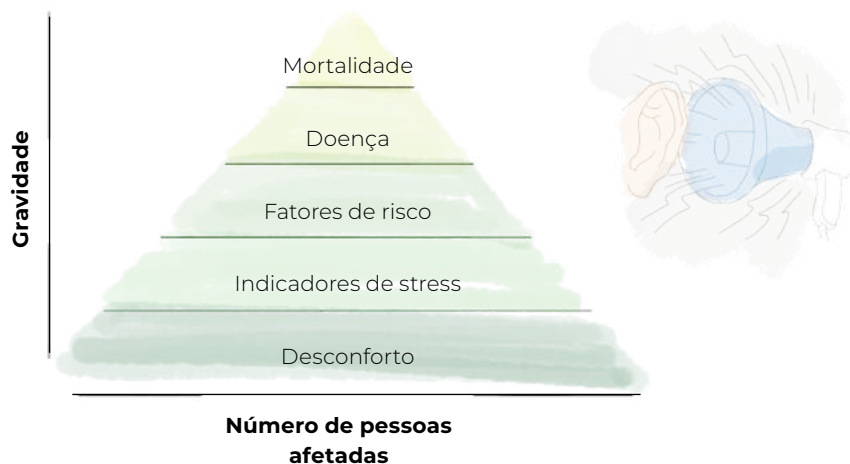 Mortalidade
Doença
Fatores de risco
Indicadores de stress
Desconforto
Gravidade
Número de pessoas
afetadas